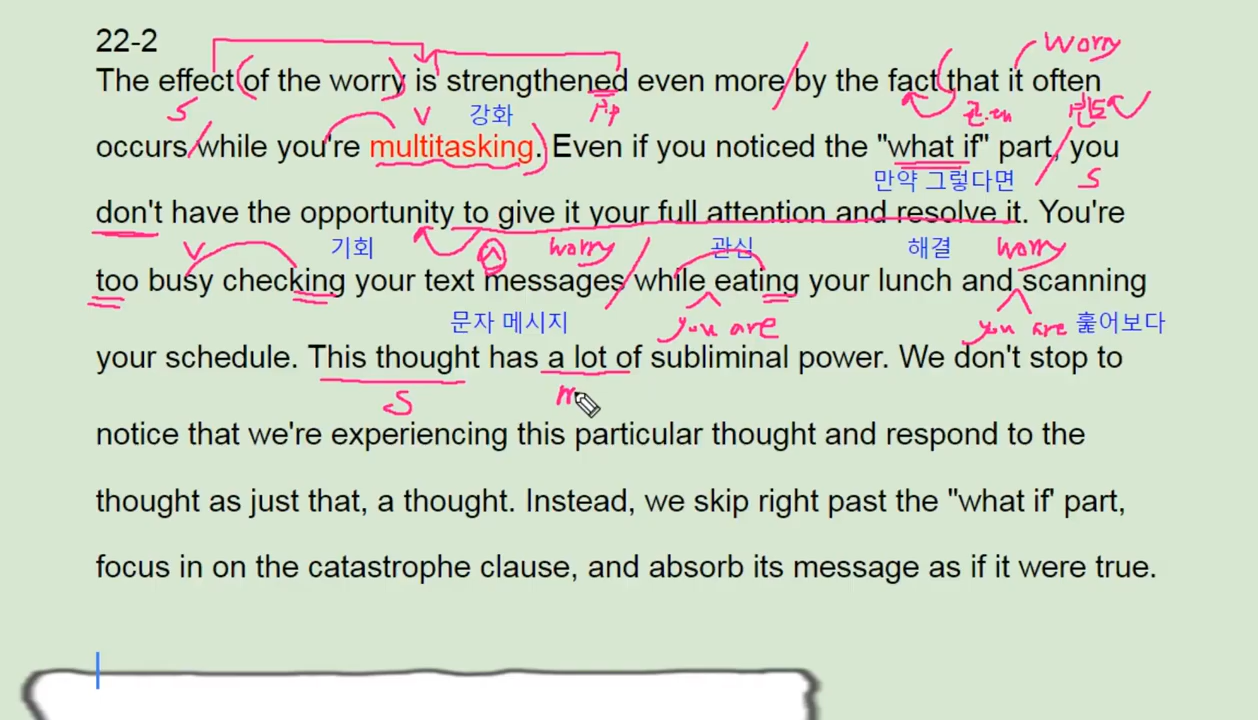 22-2
worry
The effect (of the worry) is strengthened even more / by the fact (that it often
S V 강화 P.P 빈도
occurs / while you're multitasking.) Even if you noticed the "what if" part, / you
만약 그렇다면 S
don't have the opportunity to give it your full attention and resolve it. You're
V 기회 worry 관심 해결 worry
too busy checking your text messages / while eating your lunch and scanning
문자 메시지 you are you are 훑어보다
your schedule. This thought has a lot of subliminal power. We don't stop to
S
notice that we're experiencing this particular thought and respond to the
thought as just that, a thought. Instead, we skip right past the "what if' part,
focus in on the catastrophe clause, and absorb its message as if it were true.